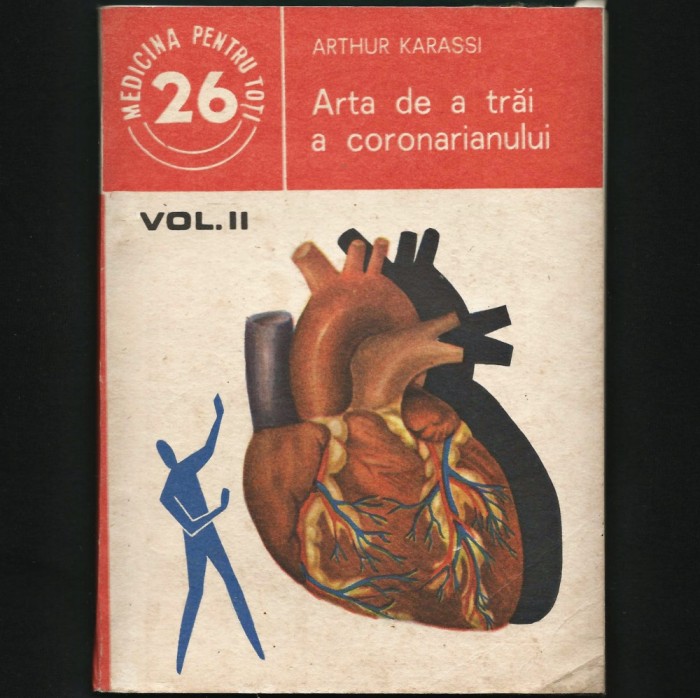 MEDICINA PENTRU TOȚI
26
ARTHUR KARASSI
Arta de a trăi
a coronarianului
VOL. II